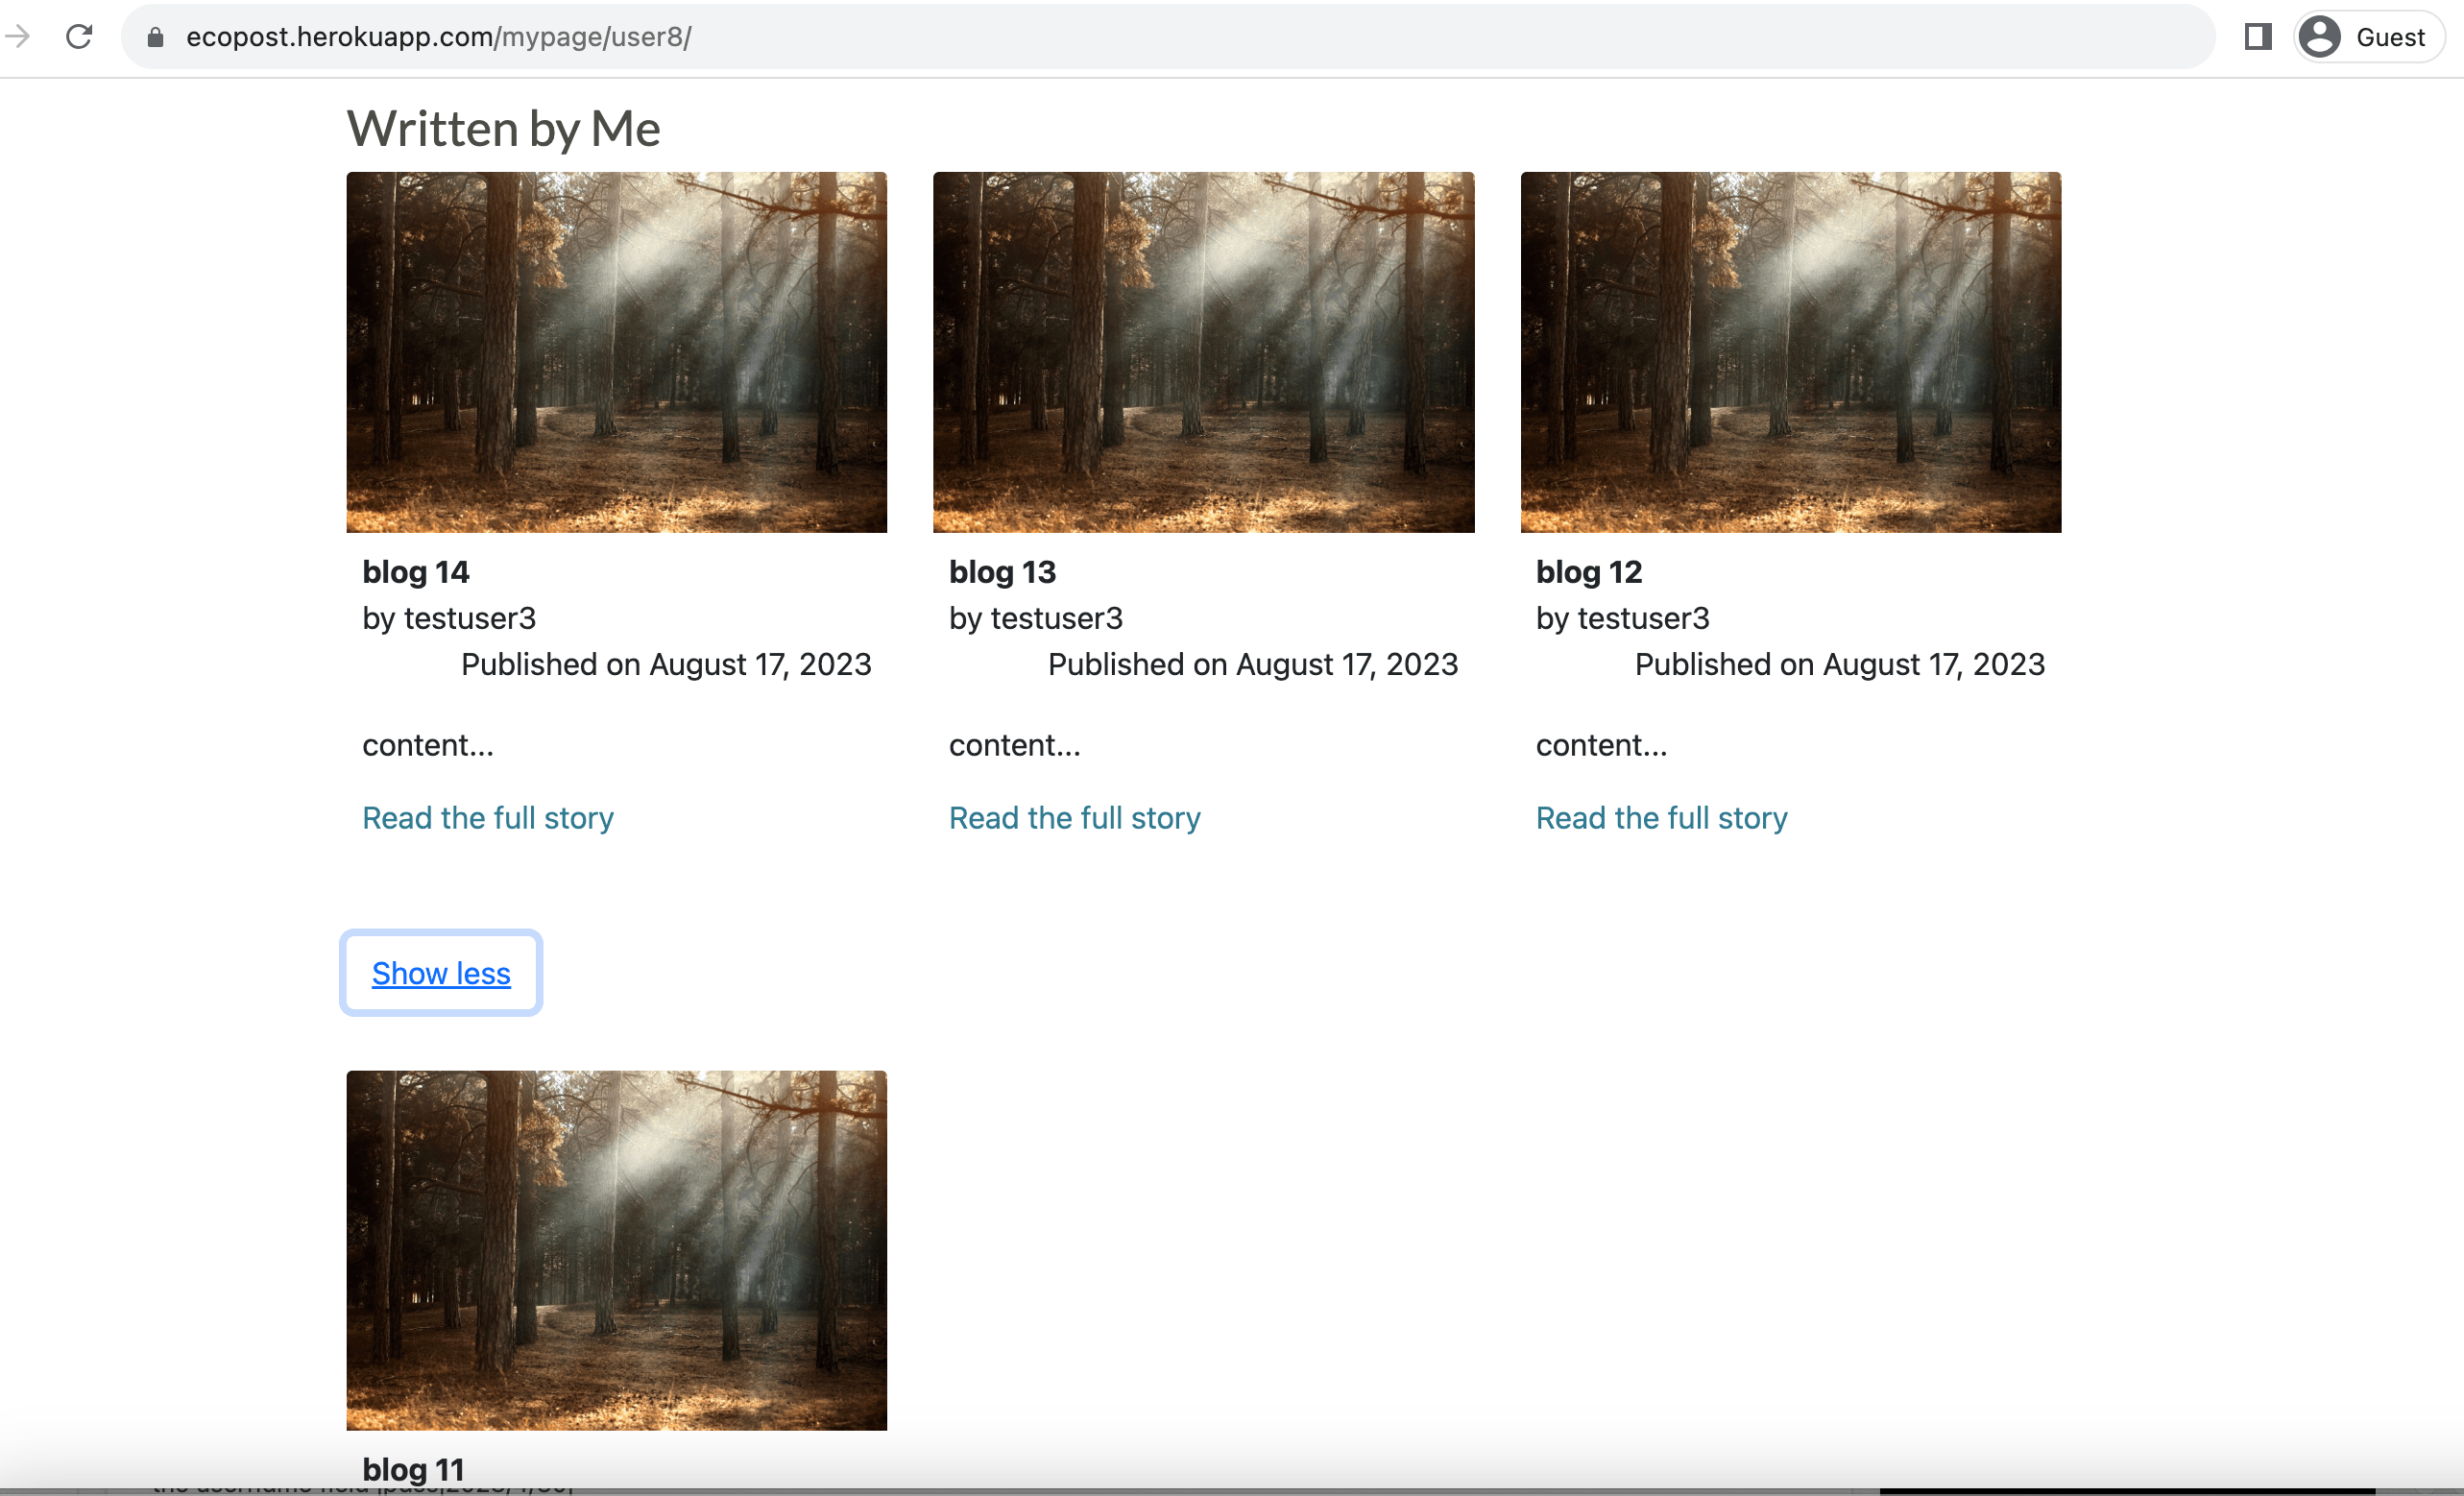 ecopost.herokuapp.com/mypage/user8/
Guest
Written by Me
blog 14
by testuser3
Published on August 17, 2023
content...
Read the full story
blog 13
by testuser3
Published on August 17, 2023
content...
Read the full story
blog 12
by testuser3
Published on August 17, 2023
content...
Read the full story
Show less
blog 11